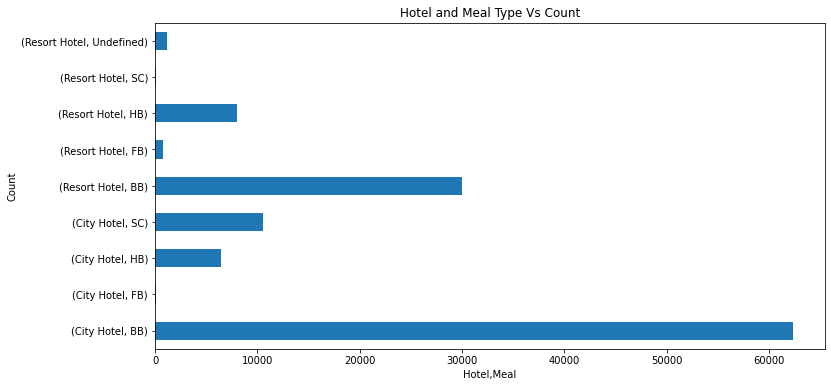 Hotel and Meal Type Vs Count
(Resort Hotel, Undefined)
(Resort Hotel, SC)
(Resort Hotel, HB)
(Resort Hotel, FB)
(Resort Hotel, BB)
(City Hotel, SC)
(City Hotel, HB)
(City Hotel, FB)
(City Hotel, BB)
Count
0 10000 20000 30000 40000 50000 60000
Hotel,Meal